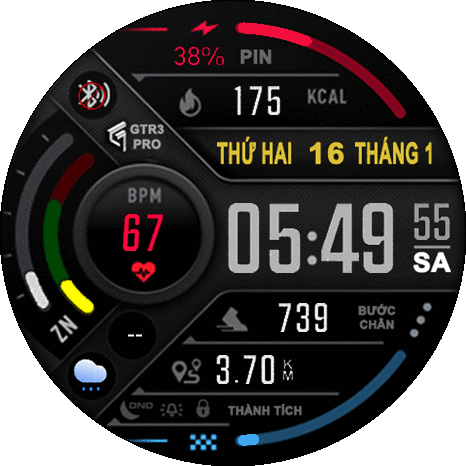 38% PIN
175 KCAL
GTR3
PRO
THỨ HAI 16 THÁNG 1
BPM
67
05:49 55
SA
739 BƯỚC
CHÂN
ZN
--
3.70 KM
DND THÀNH TÍCH